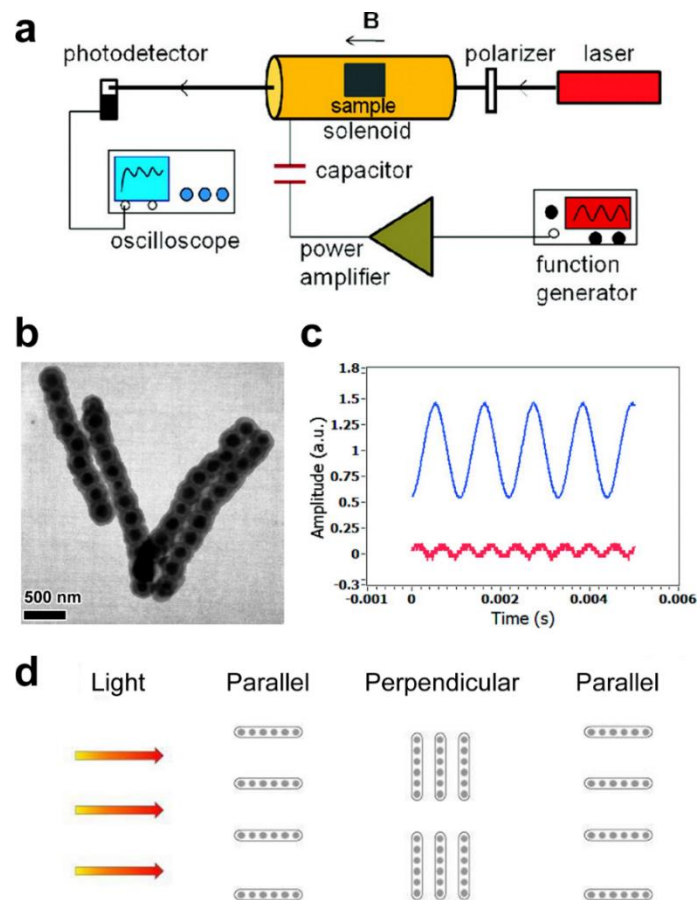 a
B
photodetector
polarizer
laser
sample
solenoid
capacitor
oscilloscope
power
amplifier
function
generator
b
500 nm
c
1.8
1.5
1.25
1
0.75
0.5
0.25
0
-0.3
Amplitude (a.u.)
-0.001
0
0.002
0.004
0.006
Time (s)
d
Light
Parallel
Perpendicular
Parallel